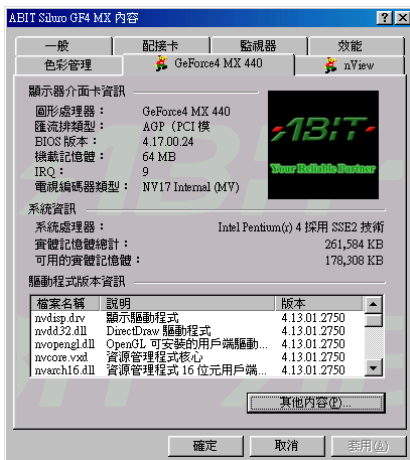 ABIT Siluro GF4 MX 內容
一般 配接卡 監視器 效能
色彩管理 GeForce4 MX 440 nView
顯示器介面卡資訊
圖形處理器： GeForce4 MX 440
匯流排類型： AGP（PCI 模
BIOS 版本： 4.17.00.24
機載記憶體： 64 MB
IRQ： 9
電視編碼器類型： NV17 Internal (MV)
ABIT
Your Reliable Partner
系統資訊
系統處理器： Intel Pentium(r) 4 採用 SSE2 技術
實體記憶體總計： 261,584 KB
可用的實體記憶體： 178,308 KB
驅動程式版本資訊
檔案名稱 說明 版本
nvdisp.drv 顯示驅動程式 4.13.01.2750
nvdd32.dll DirectDraw 驅動程式 4.13.01.2750
nvopengl.dll OpenGL 可安裝的用戶端驅動... 4.13.01.2750
nvcore.vxd 資源管理程式核心 4.13.01.2750
nvarch16.dll 資源管理程式 16 位元用戶端... 4.13.01.2750
其他內容(P)...
確定 取消 套用(A)